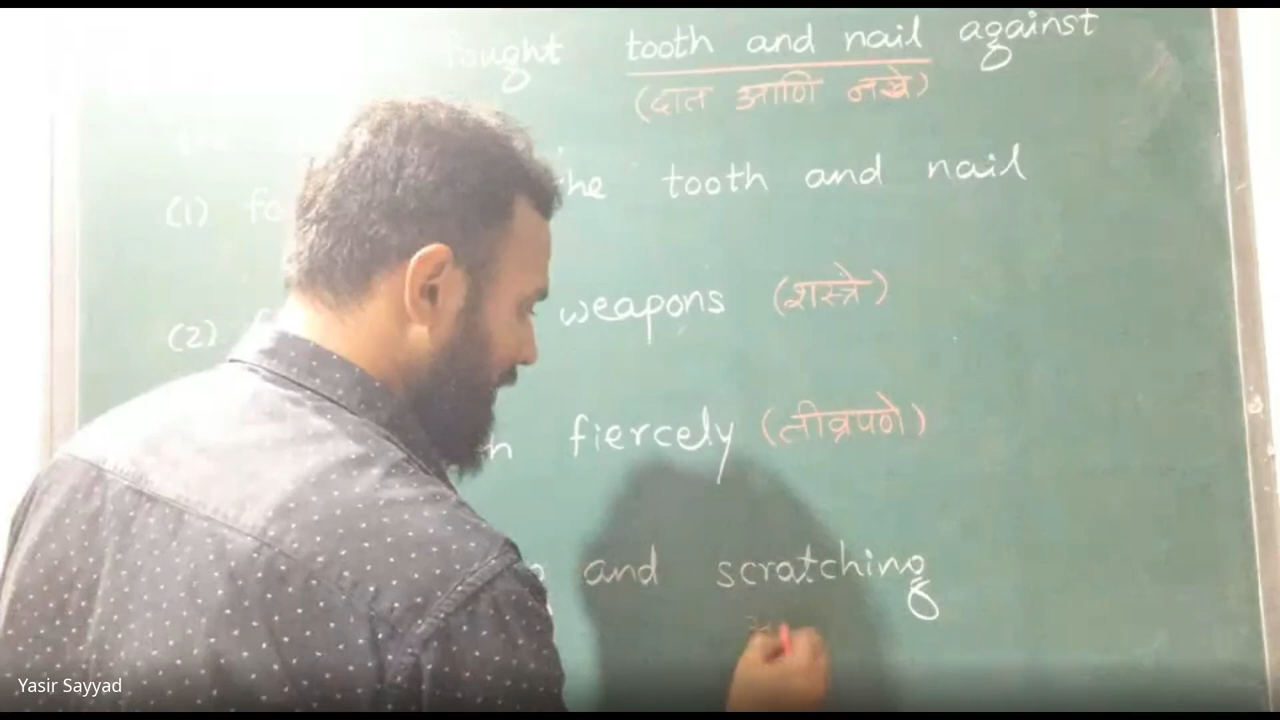 fought tooth and nail against
(दात आणि नखे)
(1) the tooth and nail
(2) weapons (शस्त्रे)
fiercely (तीव्रपणे)
and scratching
Yasir Sayyad